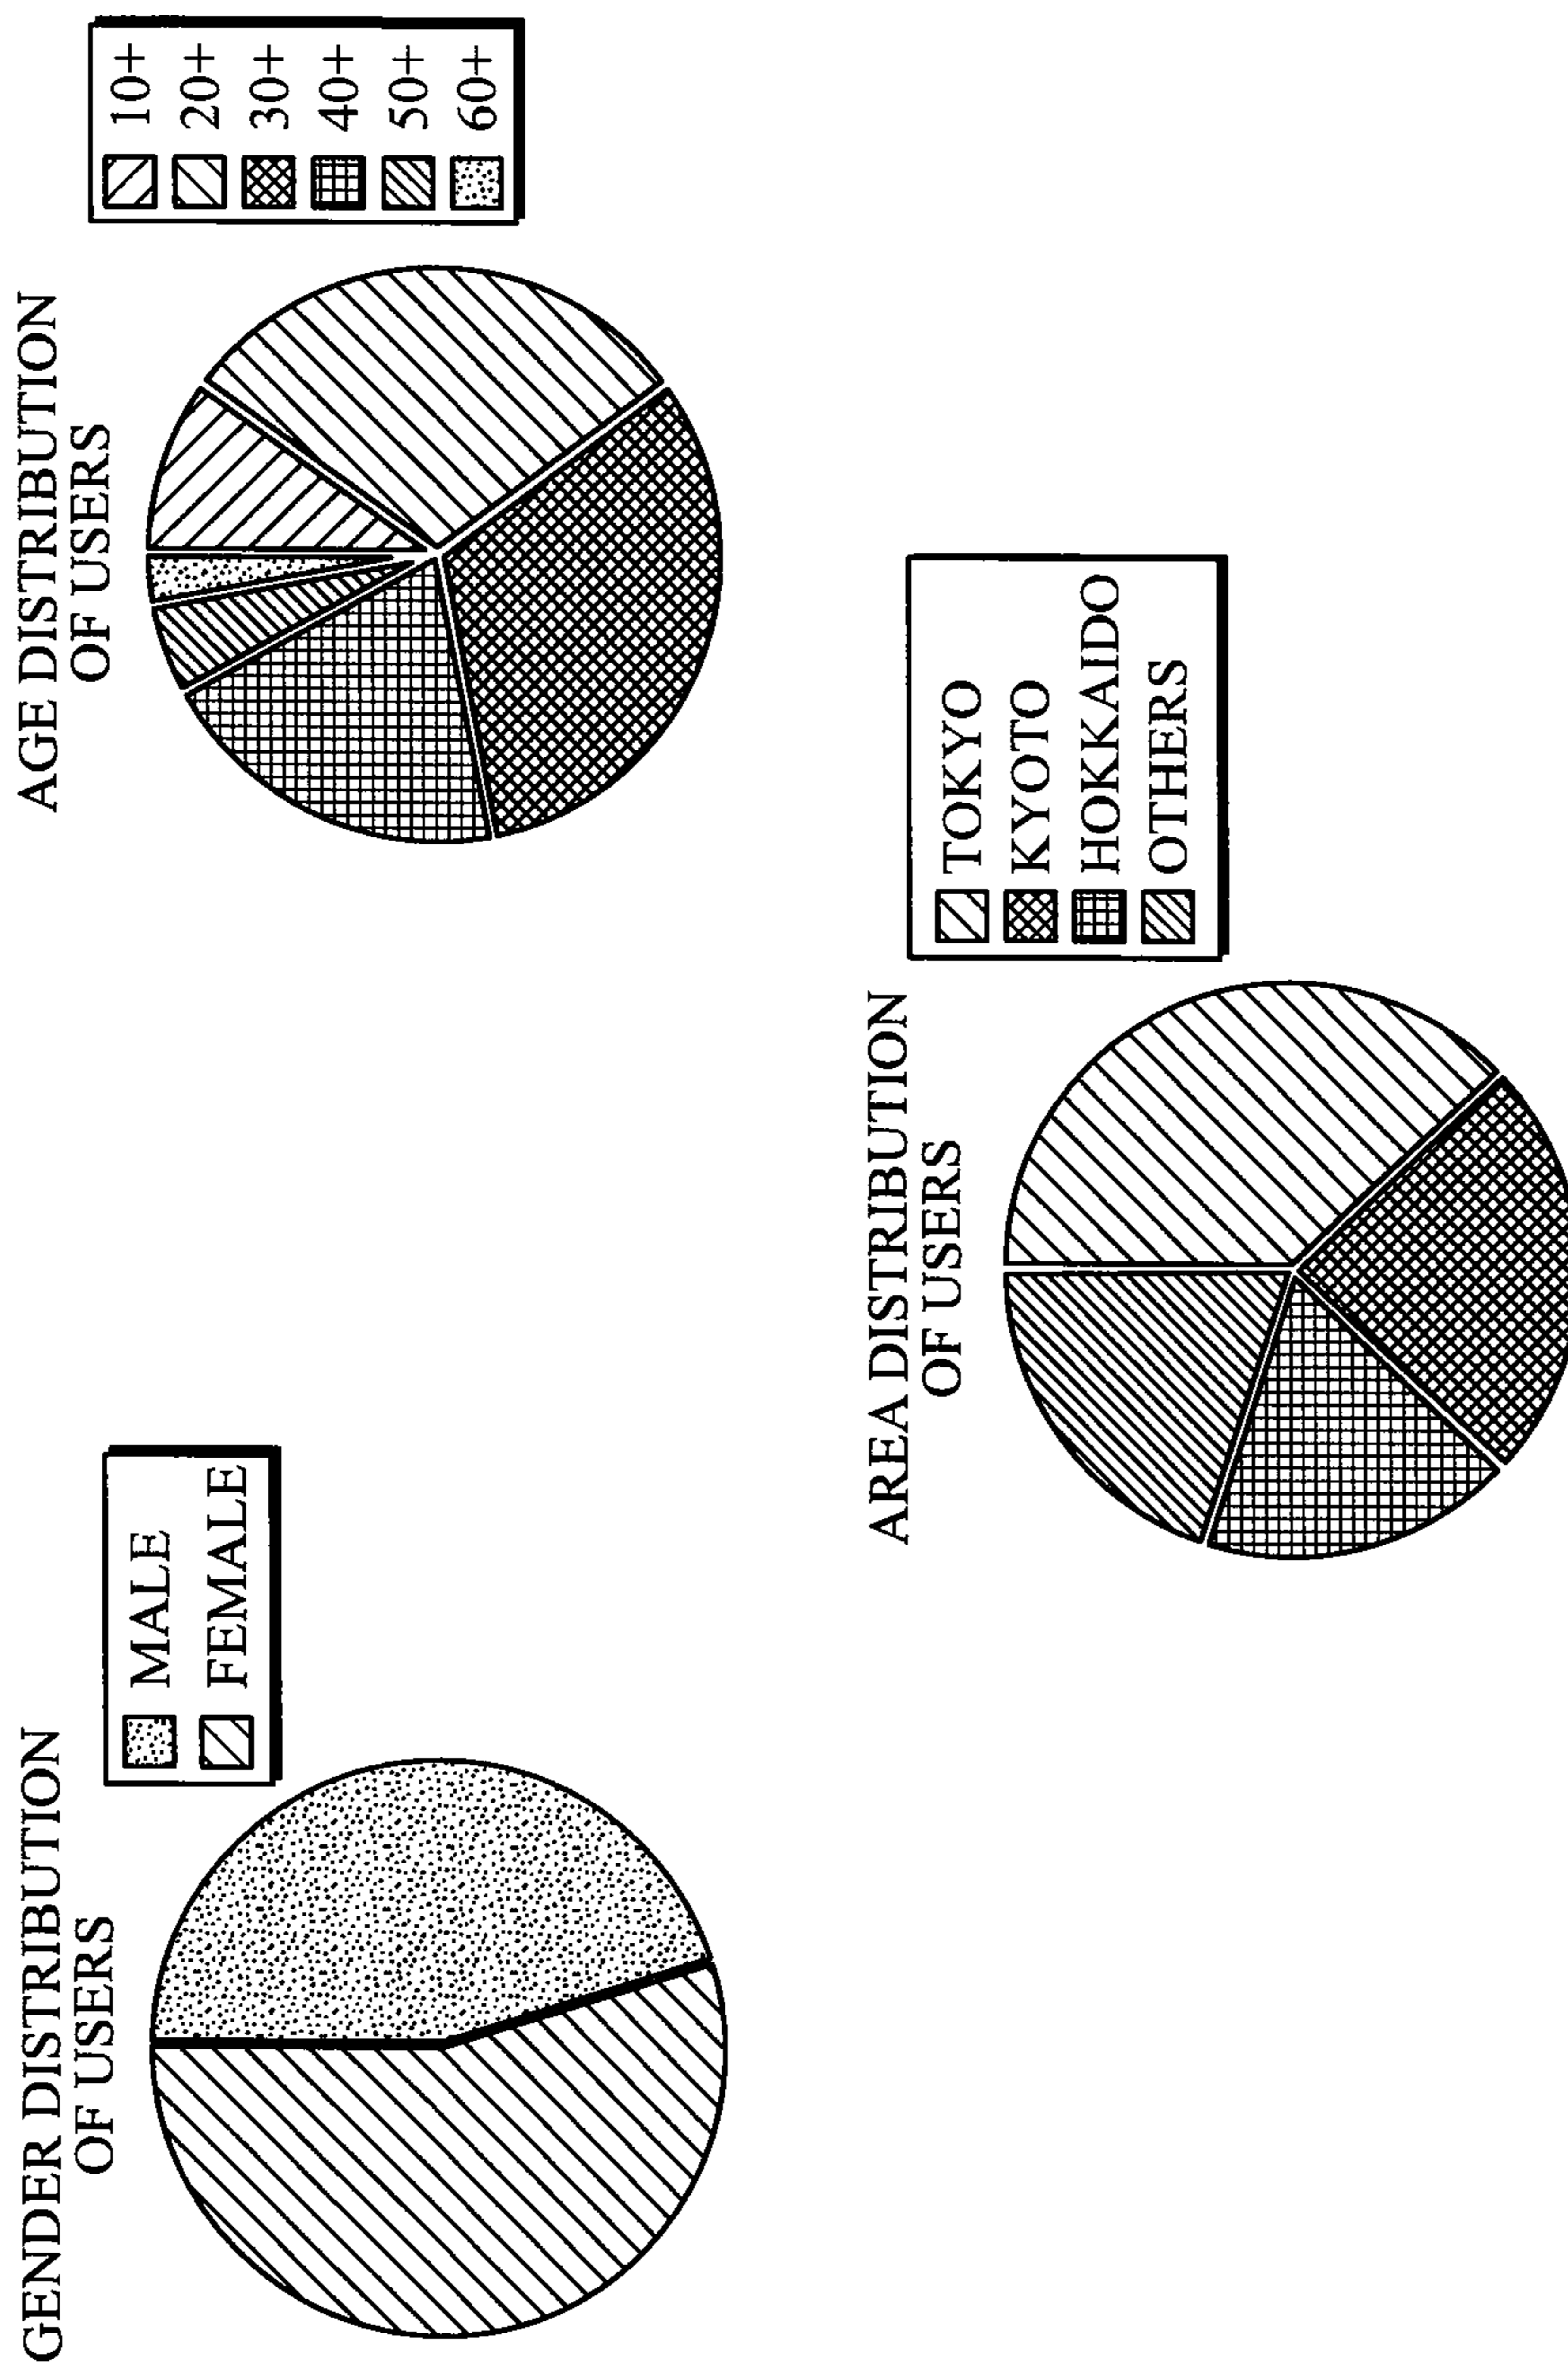 GENDER DISTRIBUTION
OF USERS
MALE
FEMALE
AGE DISTRIBUTION
OF USERS
10+
20+
30+
40+
50+
60+
AREA DISTRIBUTION
OF USERS
TOKYO
KYOTO
HOKKAIDO
OTHERS